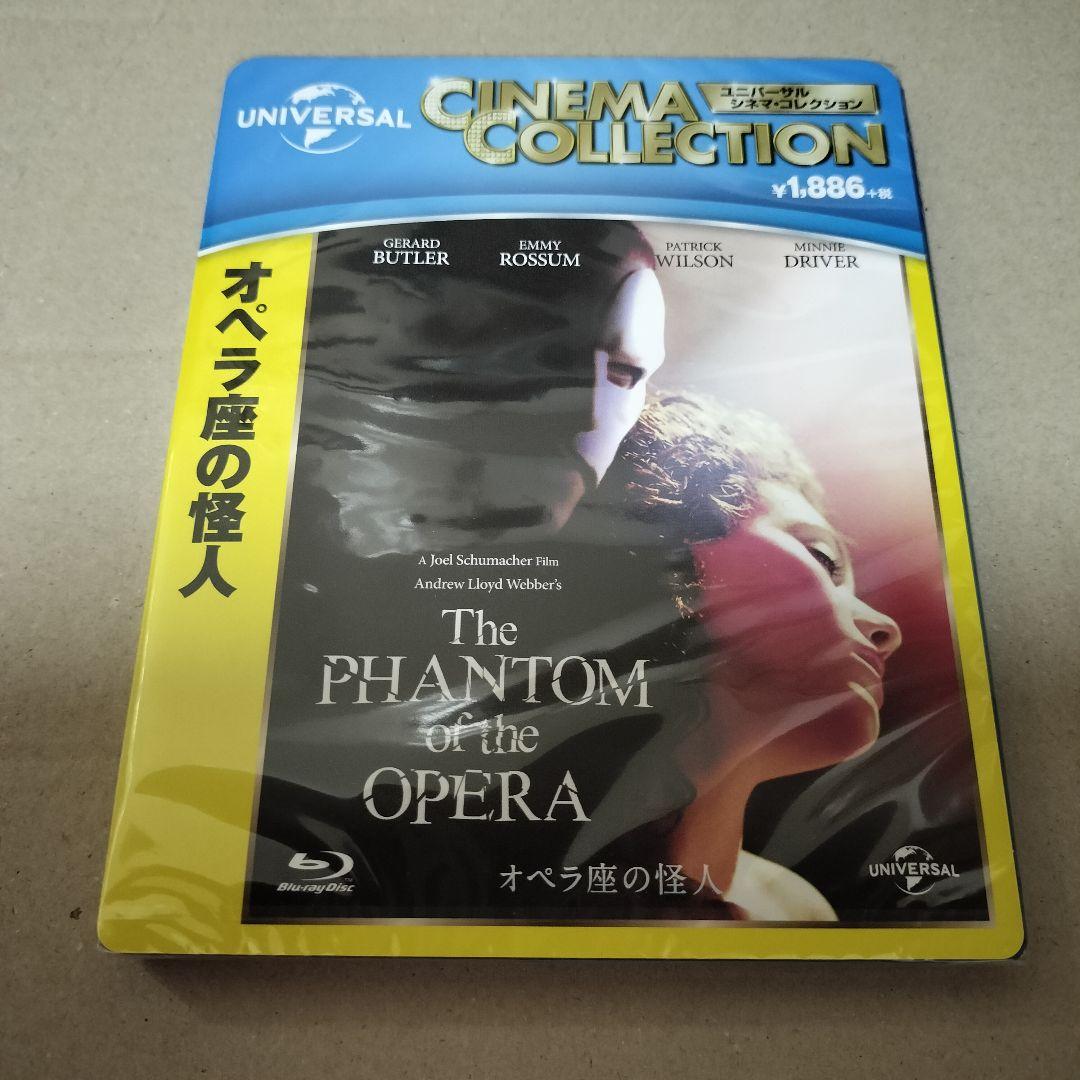 UNIVERSAL
CINEMA
COLLECTION
ユニバーサル
シネマ・コレクション
¥1,886+税
オペラ座の怪人
GERARD BUTLER
EMMY ROSSUM
PATRICK WILSON
MINNIE DRIVER
A Joel Schumacher Film
Andrew Lloyd Webber's
The
PHANTOM
of the
OPERA
オペラ座の怪人
Blu-ray Disc
UNIVERSAL